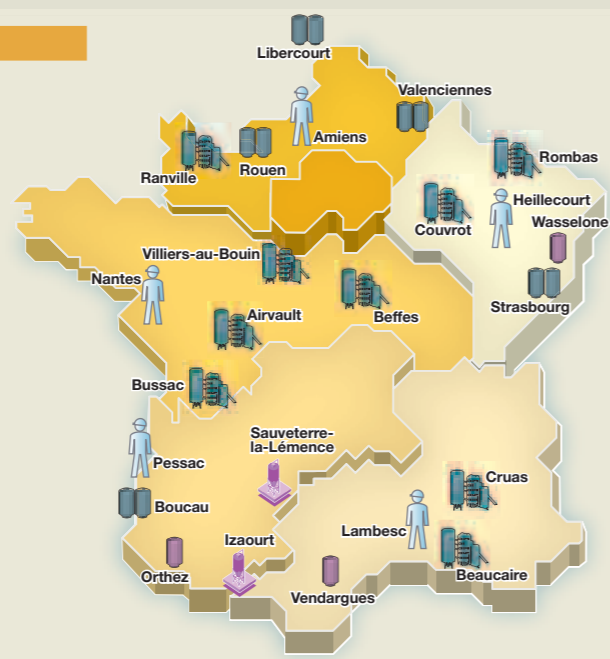 Libercourt
Valenciennes
Amiens
Rouen
Ranville
Rombas
Heillecourt
Couvrot
Wasselone
Strasbourg
Villiers-au-Bouin
Nantes
Airvault
Beffes
Bussac
Sauveterre-
la-Lémence
Pessac
Boucau
Cruas
Lambesc
Izaourt
Orthez
Vendargues
Beaucaire